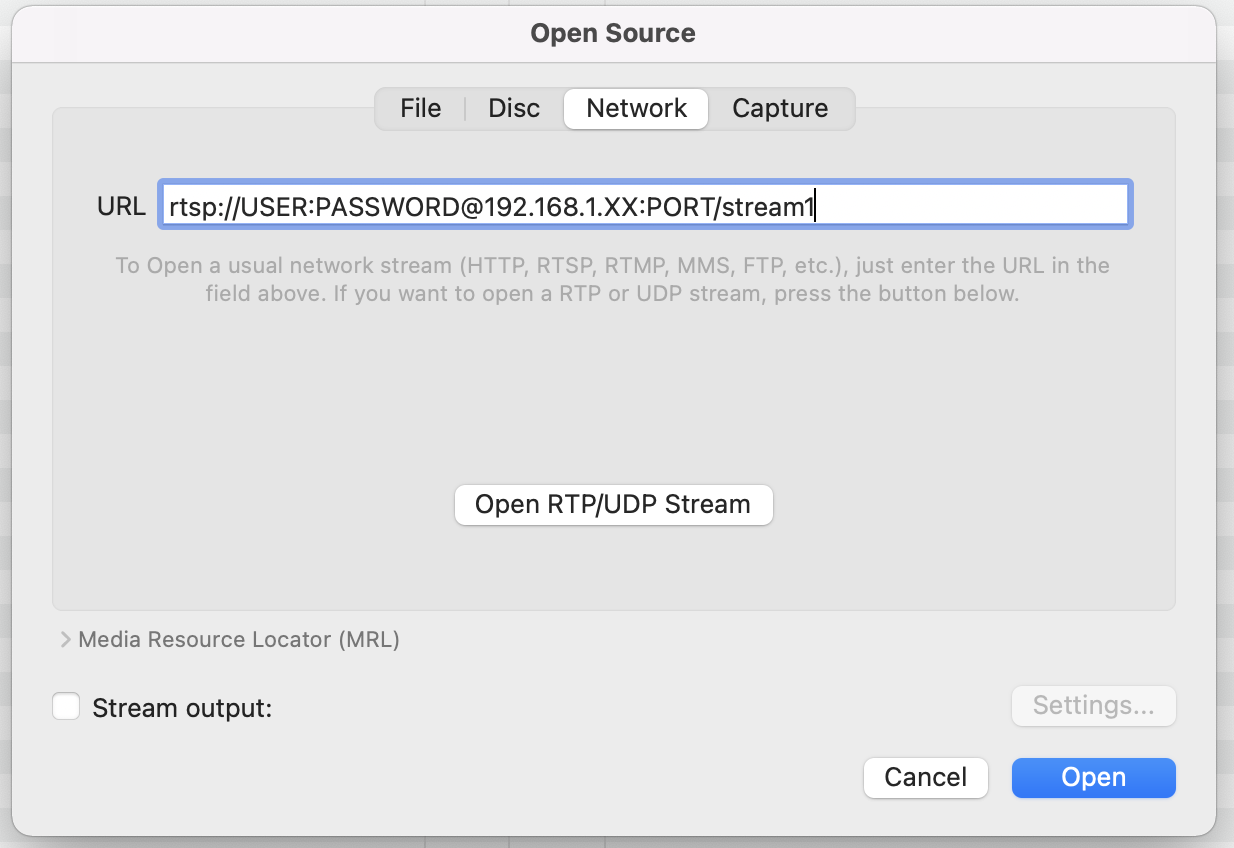 Open Source
File
Disc
Network
Capture
URL
rtsp://USER:PASSWORD@192.168.1.XX:PORT/stream1
To Open a usual network stream (HTTP, RTSP, RTMP, MMS, FTP, etc.), just enter the URL in the
field above. If you want to open a RTP or UDP stream, press the button below.
Open RTP/UDP Stream
Media Resource Locator (MRL)
Stream output:
Settings...
Cancel
Open